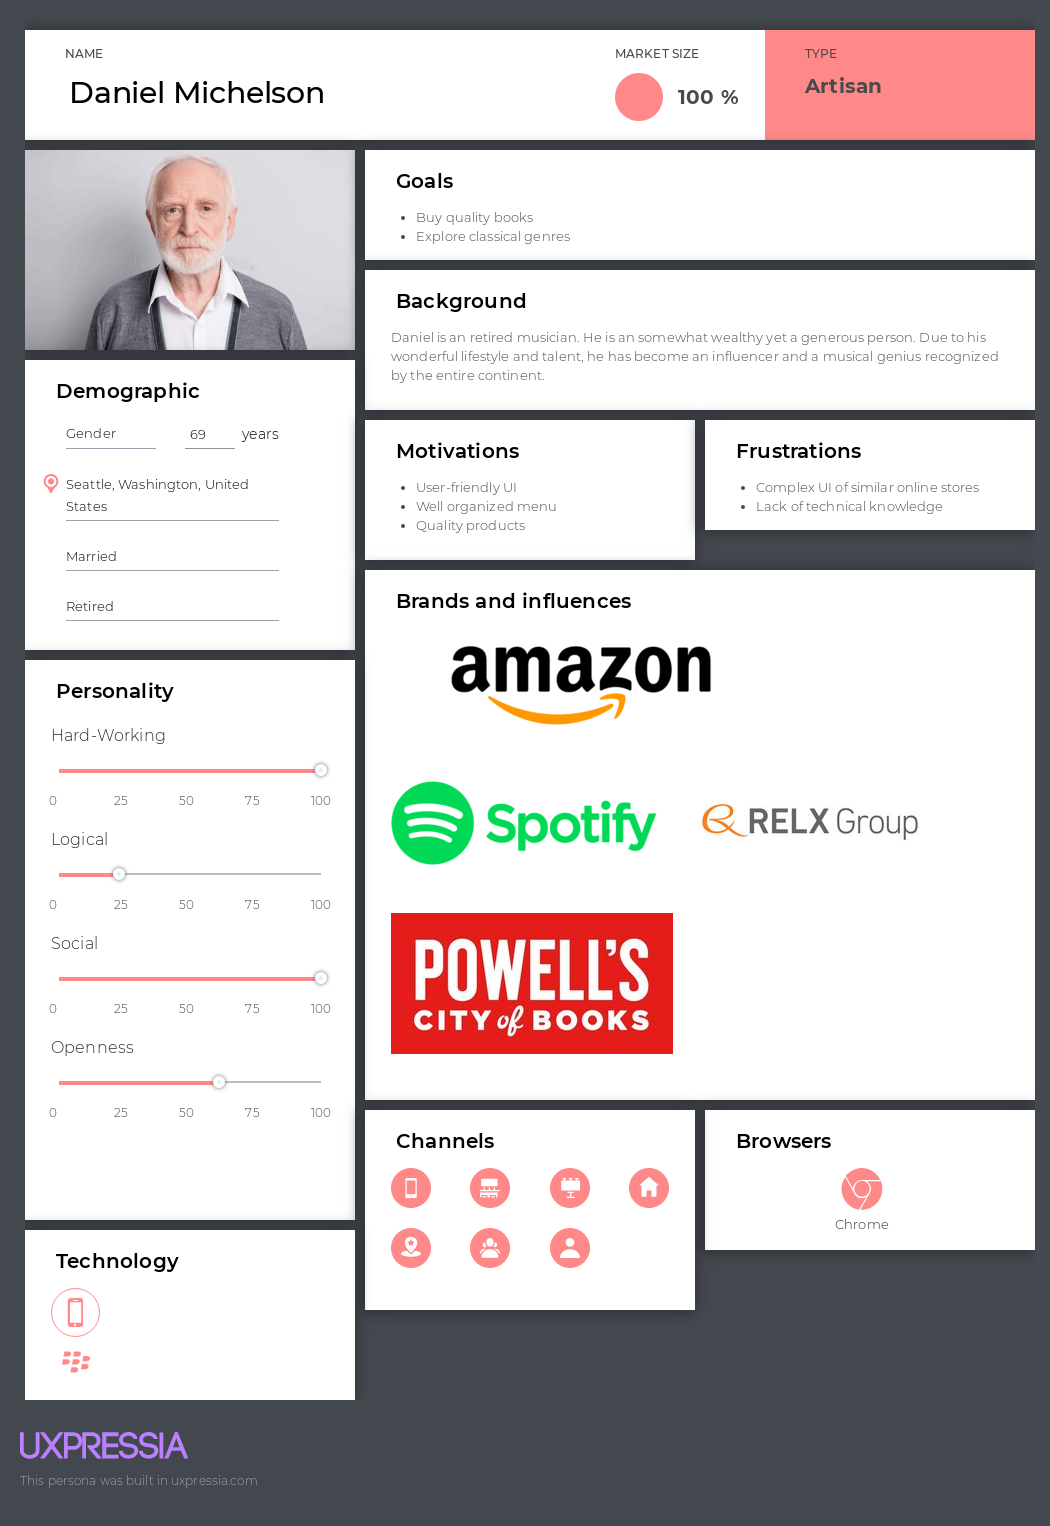 NAME
Daniel Michelson
MARKET SIZE
100 %
TYPE
Artisan
Goals
Buy quality books
Explore classical genres
Background
Daniel is an retired musician. He is an somewhat wealthy yet a generous person. Due to his
wonderful lifestyle and talent, he has become an influencer and a musical genius recognized
by the entire continent.
Demographic
Gender
69 years
Seattle, Washington, United
States
Married
Retired
Motivations
User-friendly UI
Well organized menu
Quality products
Frustrations
Complex UI of similar online stores
Lack of technical knowledge
Brands and influences
amazon
Spotify
RELX Group
POWELL'S
CITY of BOOKS
Personality
Hard-Working
0 25 50 75 100
Logical
0 25 50 75 100
Social
0 25 50 75 100
Openness
0 25 50 75 100
Channels
Browsers
Chrome
Technology
UXPRESSIA
This persona was built in uxpressia.com